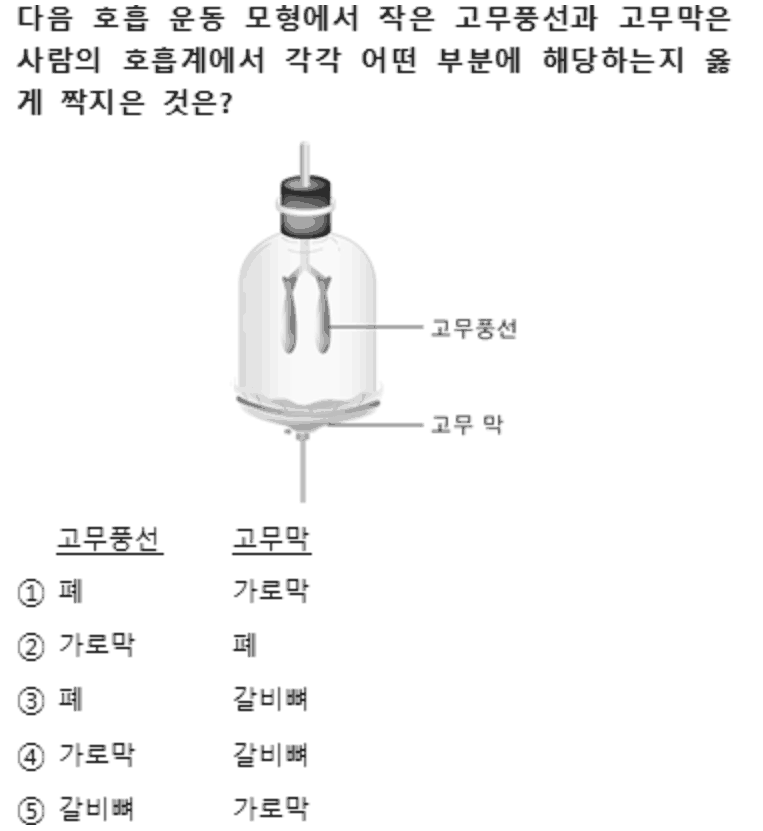 다음 호흡 운동 모형에서 작은 고무풍선과 고무막은
사람의 호흡계에서 각각 어떤 부분에 해당하는지 옳
게 짝지은 것은?
고무풍선
고무 막
고무풍선 고무막
① 폐 가로막
② 가로막 폐
③ 폐 갈비뼈
④ 가로막 갈비뼈
⑤ 갈비뼈 가로막